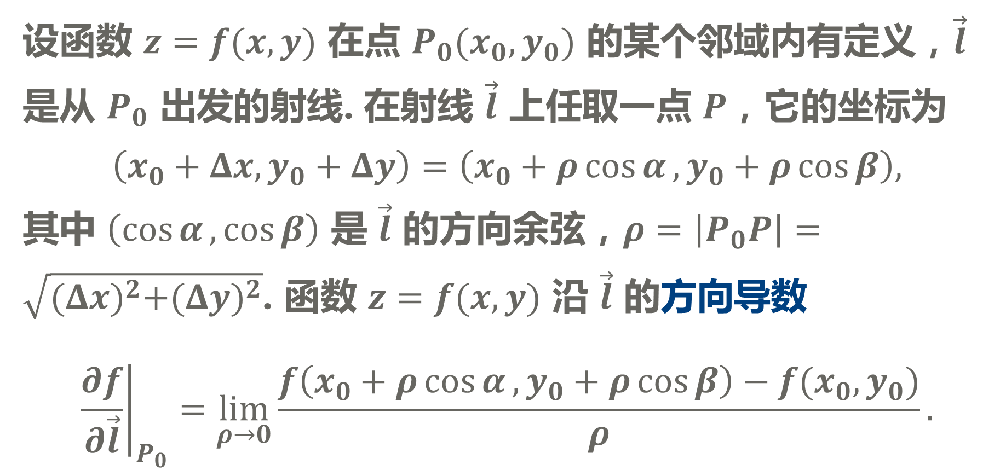 设函数 $z = f(x, y)$ 在点 $P_0(x_0, y_0)$ 的某个邻域内有定义，$\vec{l}$
是从 $P_0$ 出发的射线. 在射线 $\vec{l}$ 上任取一点 $P$，它的坐标为
$(x_0 + \Delta x, y_0 + \Delta y) = (x_0 + \rho \cos \alpha, y_0 + \rho \cos \beta),$
其中 $(\cos \alpha, \cos \beta)$ 是 $\vec{l}$ 的方向余弦，$\rho = |P_0P| =$
$\sqrt{(\Delta x)^2 + (\Delta y)^2}$. 函数 $z = f(x, y)$ 沿 $\vec{l}$ 的方向导数
$\left.\frac{\partial f}{\partial \vec{l}}\right|_{P_0} = \lim_{\rho \to 0} \frac{f(x_0 + \rho \cos \alpha, y_0 + \rho \cos \beta) - f(x_0, y_0)}{\rho}.$